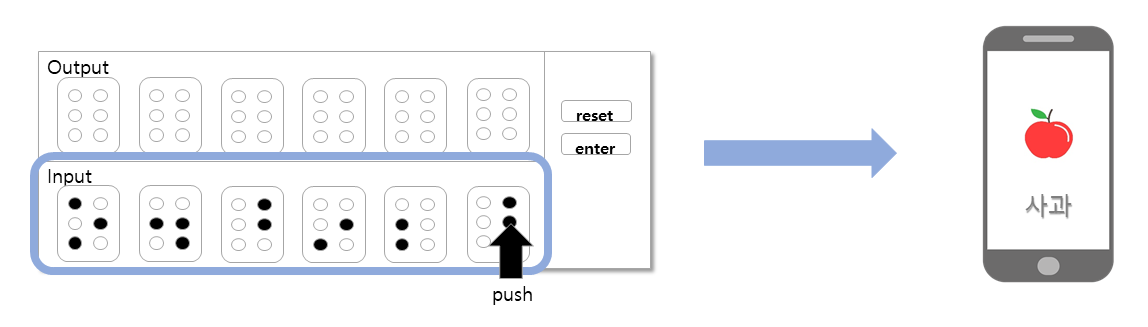 Output
reset
enter
Input
push
사과